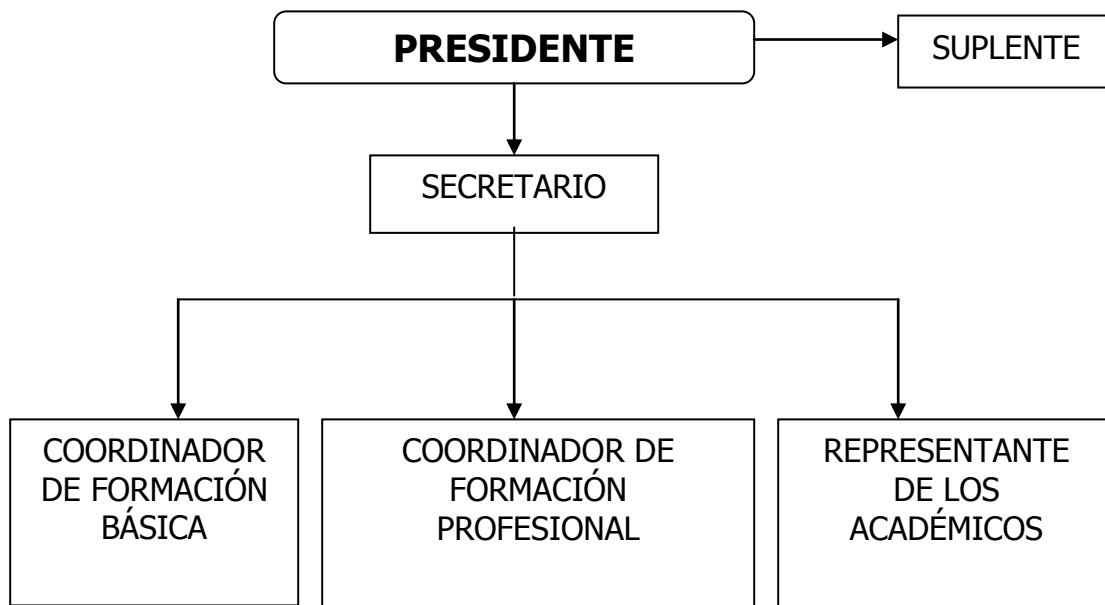 PRESIDENTE
SUPLENTE
SECRETARIO
COORDINADOR
DE FORMACIÓN
BÁSICA
COORDINADOR DE
FORMACIÓN
PROFESIONAL
REPRESENTANTE
DE LOS
ACADÉMICOS